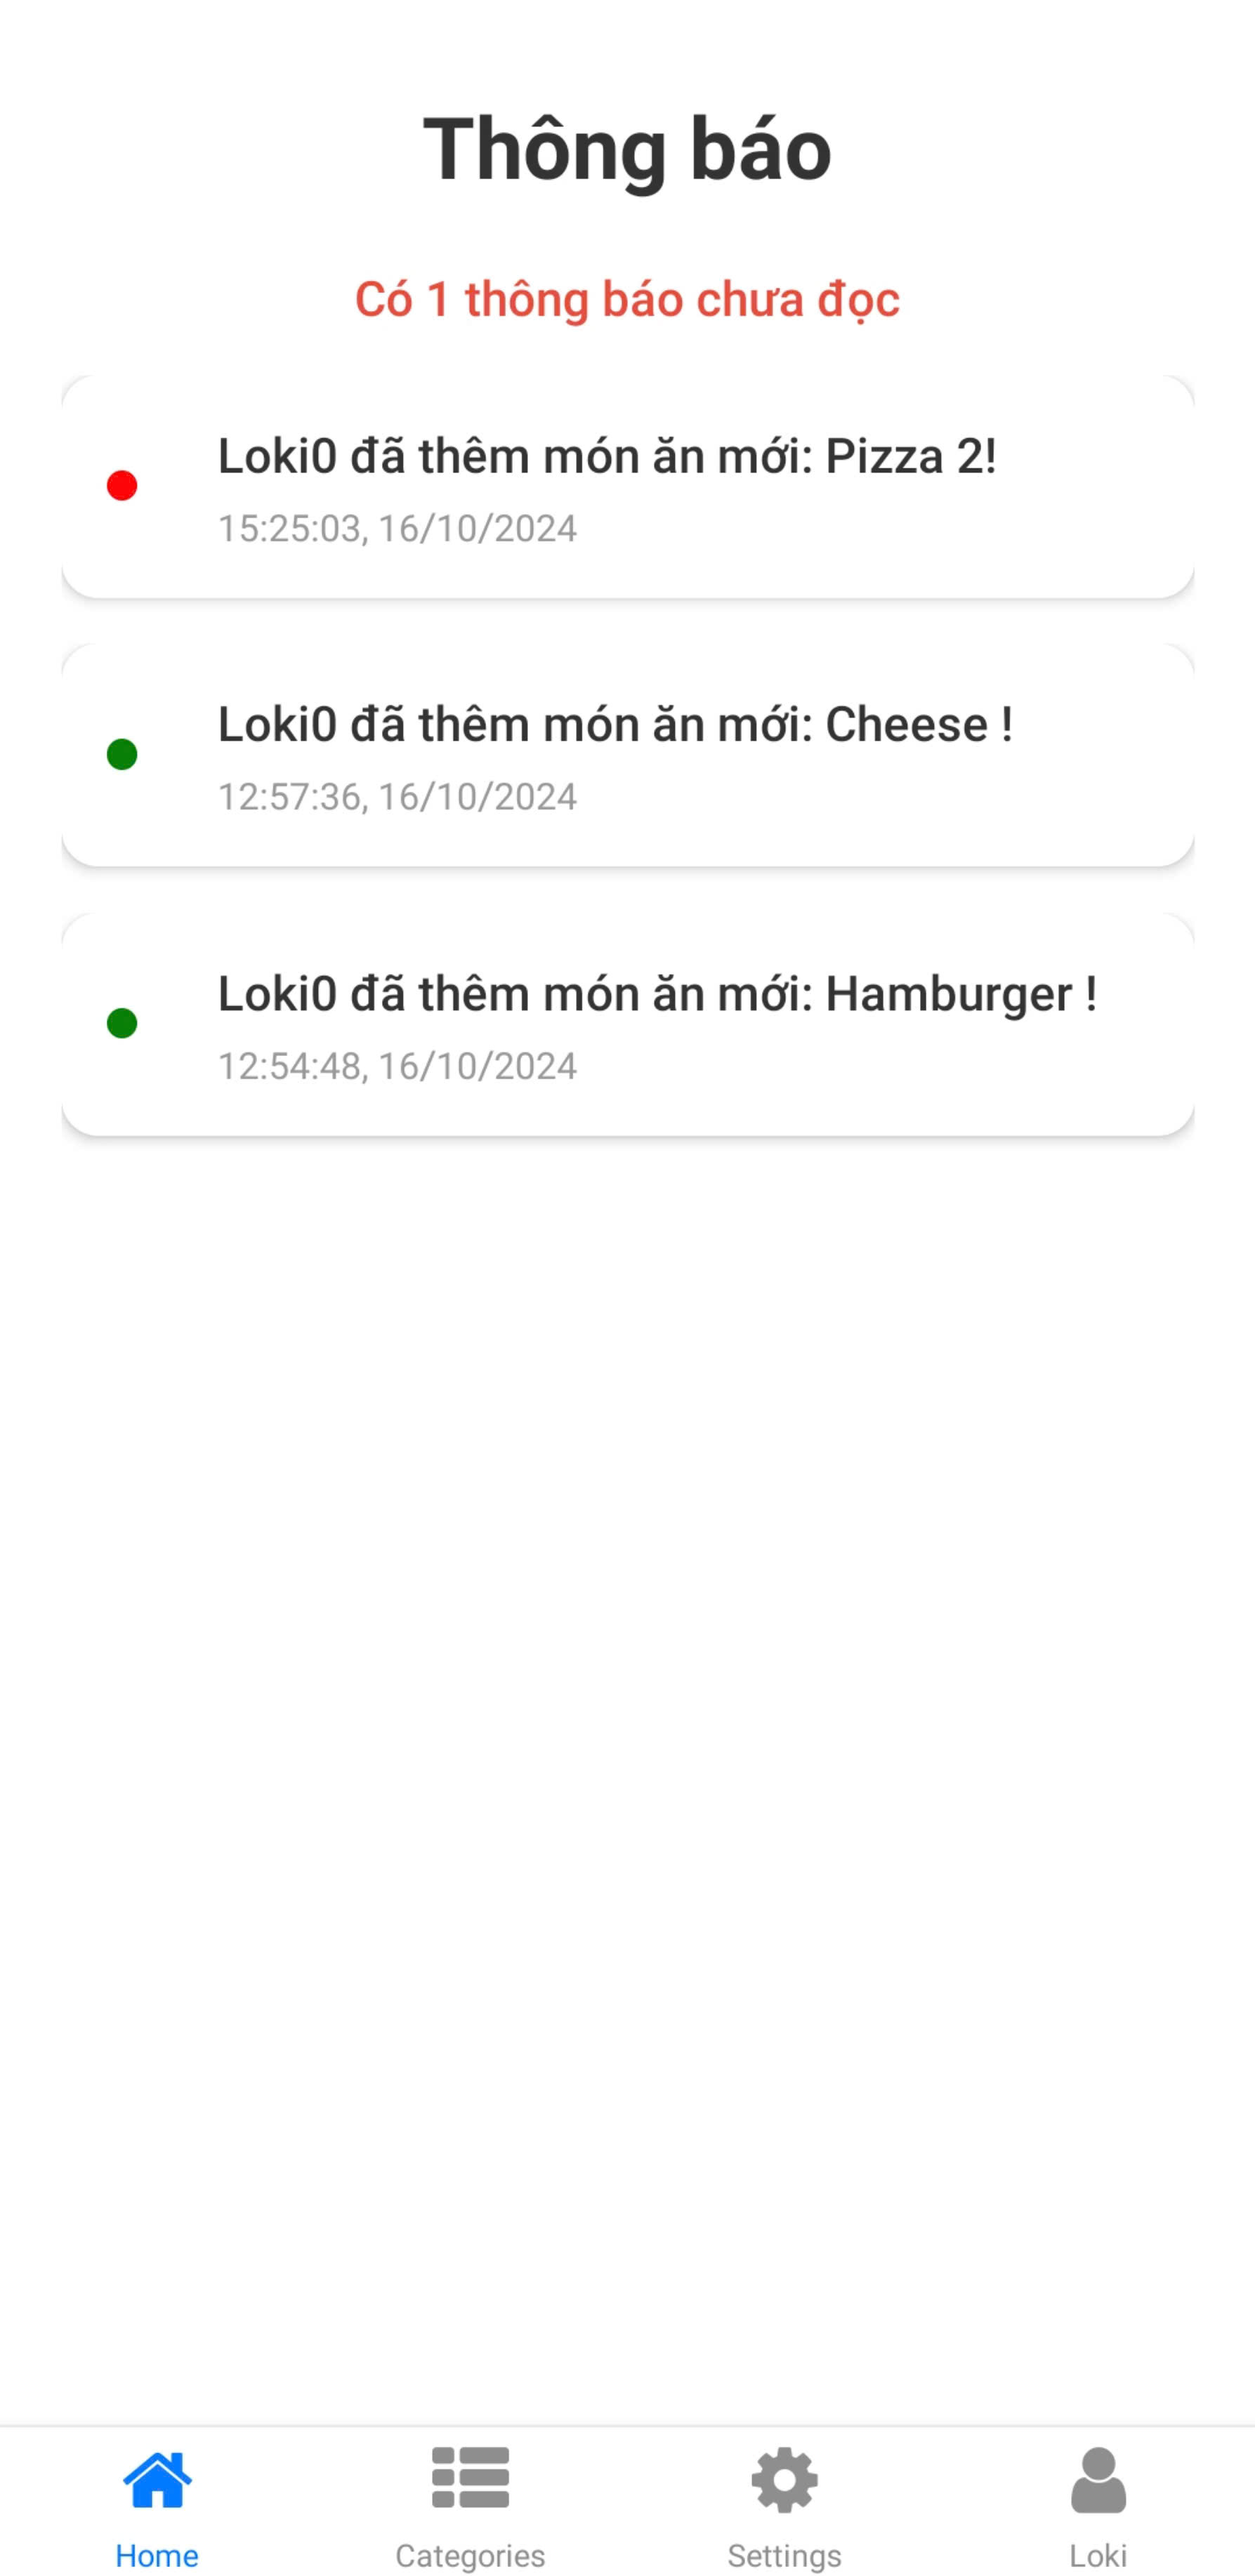 Thông báo
Có 1 thông báo chưa đọc
Loki0 đã thêm món ăn mới: Pizza 2!
15:25:03, 16/10/2024
Loki0 đã thêm món ăn mới: Cheese !
12:57:36, 16/10/2024
Loki0 đã thêm món ăn mới: Hamburger !
12:54:48, 16/10/2024
Home
Categories
Settings
Loki